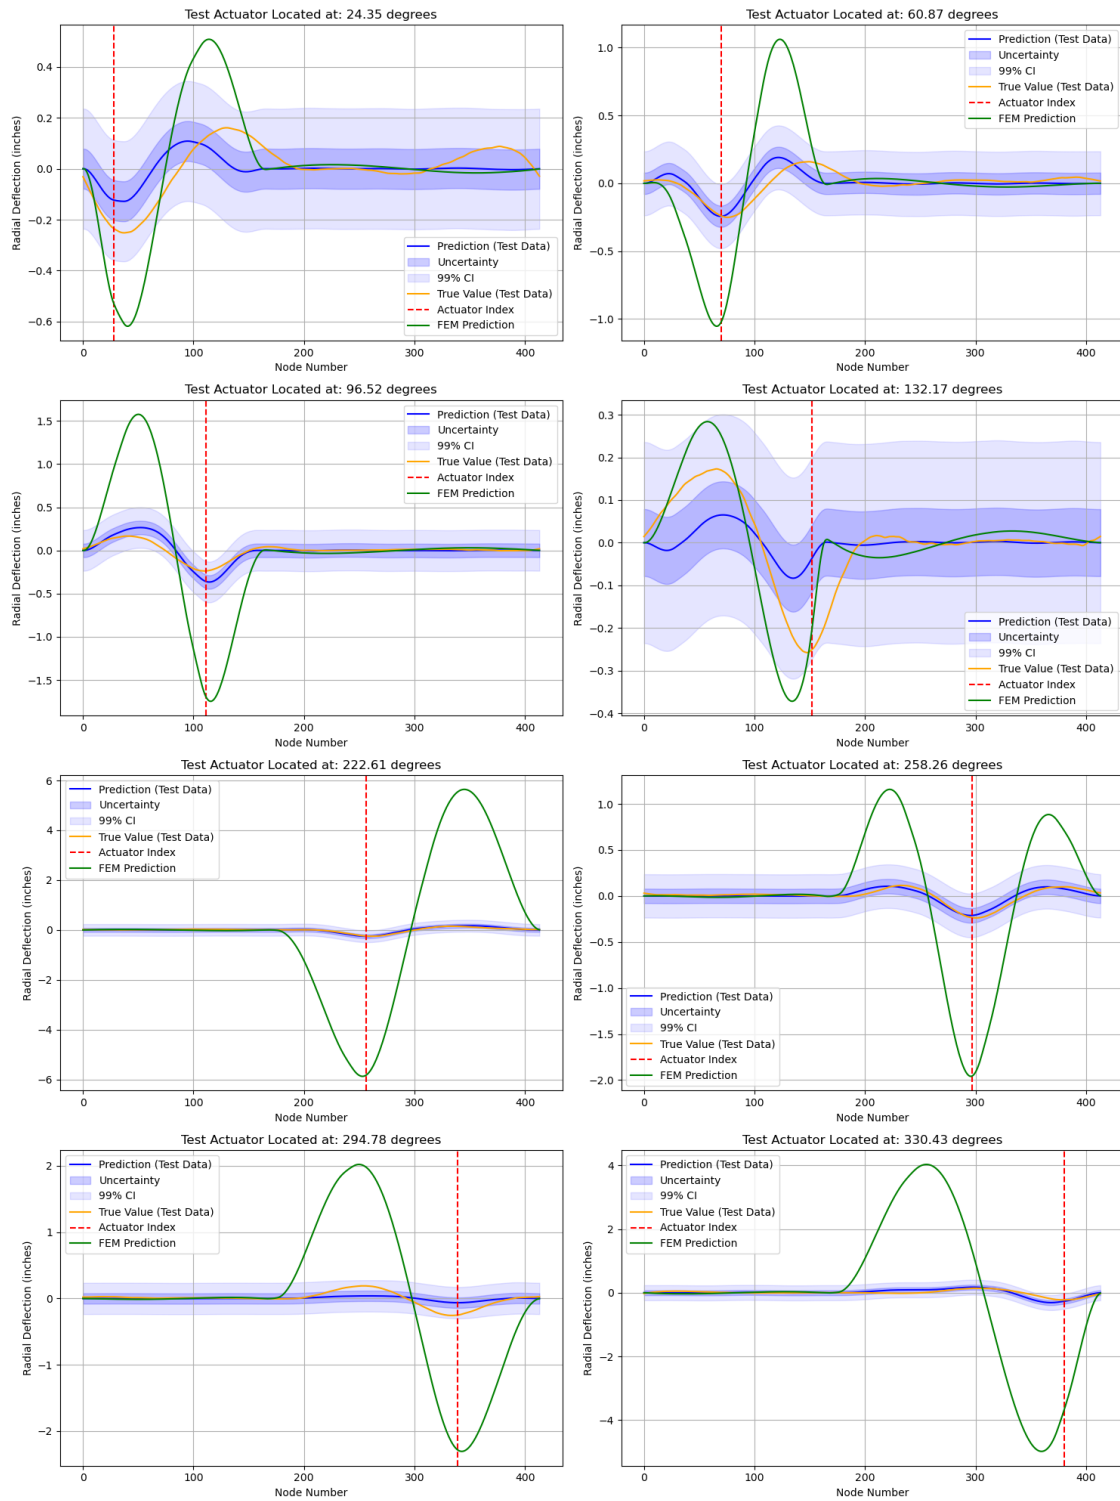 Test Actuator Located at: 24.35 degrees
Radial Deflection (inches)
0.4
0.2
0.0
−0.2
−0.4
−0.6
Prediction (Test Data)
Uncertainty
99% CI
True Value (Test Data)
Actuator Index
FEM Prediction
0 100 200 300 400
Node Number
Test Actuator Located at: 60.87 degrees
Radial Deflection (inches)
1.0
0.5
0.0
−0.5
−1.0
Prediction (Test Data)
Uncertainty
99% CI
True Value (Test Data)
Actuator Index
FEM Prediction
0 100 200 300 400
Node Number
Test Actuator Located at: 96.52 degrees
Radial Deflection (inches)
1.5
1.0
0.5
0.0
−0.5
−1.0
−1.5
Prediction (Test Data)
Uncertainty
99% CI
True Value (Test Data)
Actuator Index
FEM Prediction
0 100 200 300 400
Node Number
Test Actuator Located at: 132.17 degrees
Radial Deflection (inches)
0.3
0.2
0.1
0.0
−0.1
−0.2
−0.3
−0.4
Prediction (Test Data)
Uncertainty
99% CI
True Value (Test Data)
Actuator Index
FEM Prediction
0 100 200 300 400
Node Number
Test Actuator Located at: 222.61 degrees
Radial Deflection (inches)
6
4
2
0
−2
−4
−6
Prediction (Test Data)
Uncertainty
99% CI
True Value (Test Data)
Actuator Index
FEM Prediction
0 100 200 300 400
Node Number
Test Actuator Located at: 258.26 degrees
Radial Deflection (inches)
1.0
0.5
0.0
−0.5
−1.0
−1.5
−2.0
Prediction (Test Data)
Uncertainty
99% CI
True Value (Test Data)
Actuator Index
FEM Prediction
0 100 200 300 400
Node Number
Test Actuator Located at: 294.78 degrees
Radial Deflection (inches)
2
1
0
−1
−2
Prediction (Test Data)
Uncertainty
99% CI
True Value (Test Data)
Actuator Index
FEM Prediction
0 100 200 300 400
Node Number
Test Actuator Located at: 330.43 degrees
Radial Deflection (inches)
4
2
0
−2
−4
Prediction (Test Data)
Uncertainty
99% CI
True Value (Test Data)
Actuator Index
FEM Prediction
0 100 200 300 400
Node Number